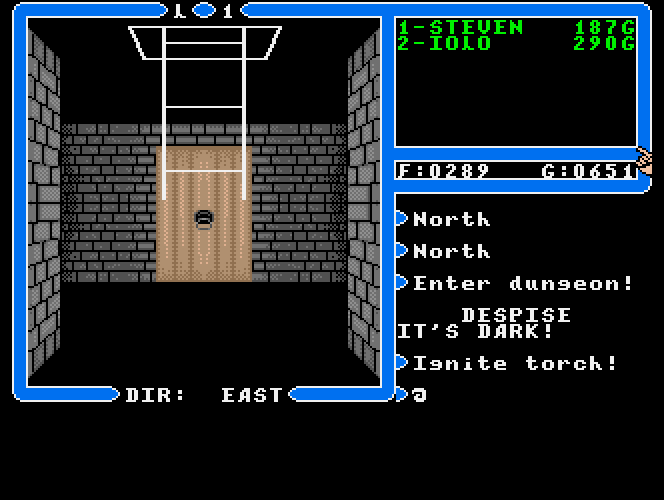 L 1
1-STEVEN 187G
2-IOLO 290G
F:0289 G:0651
North
North
Enter dungeon!
DESPISE
IT'S DARK!
Ignite torch!
DIR: EAST